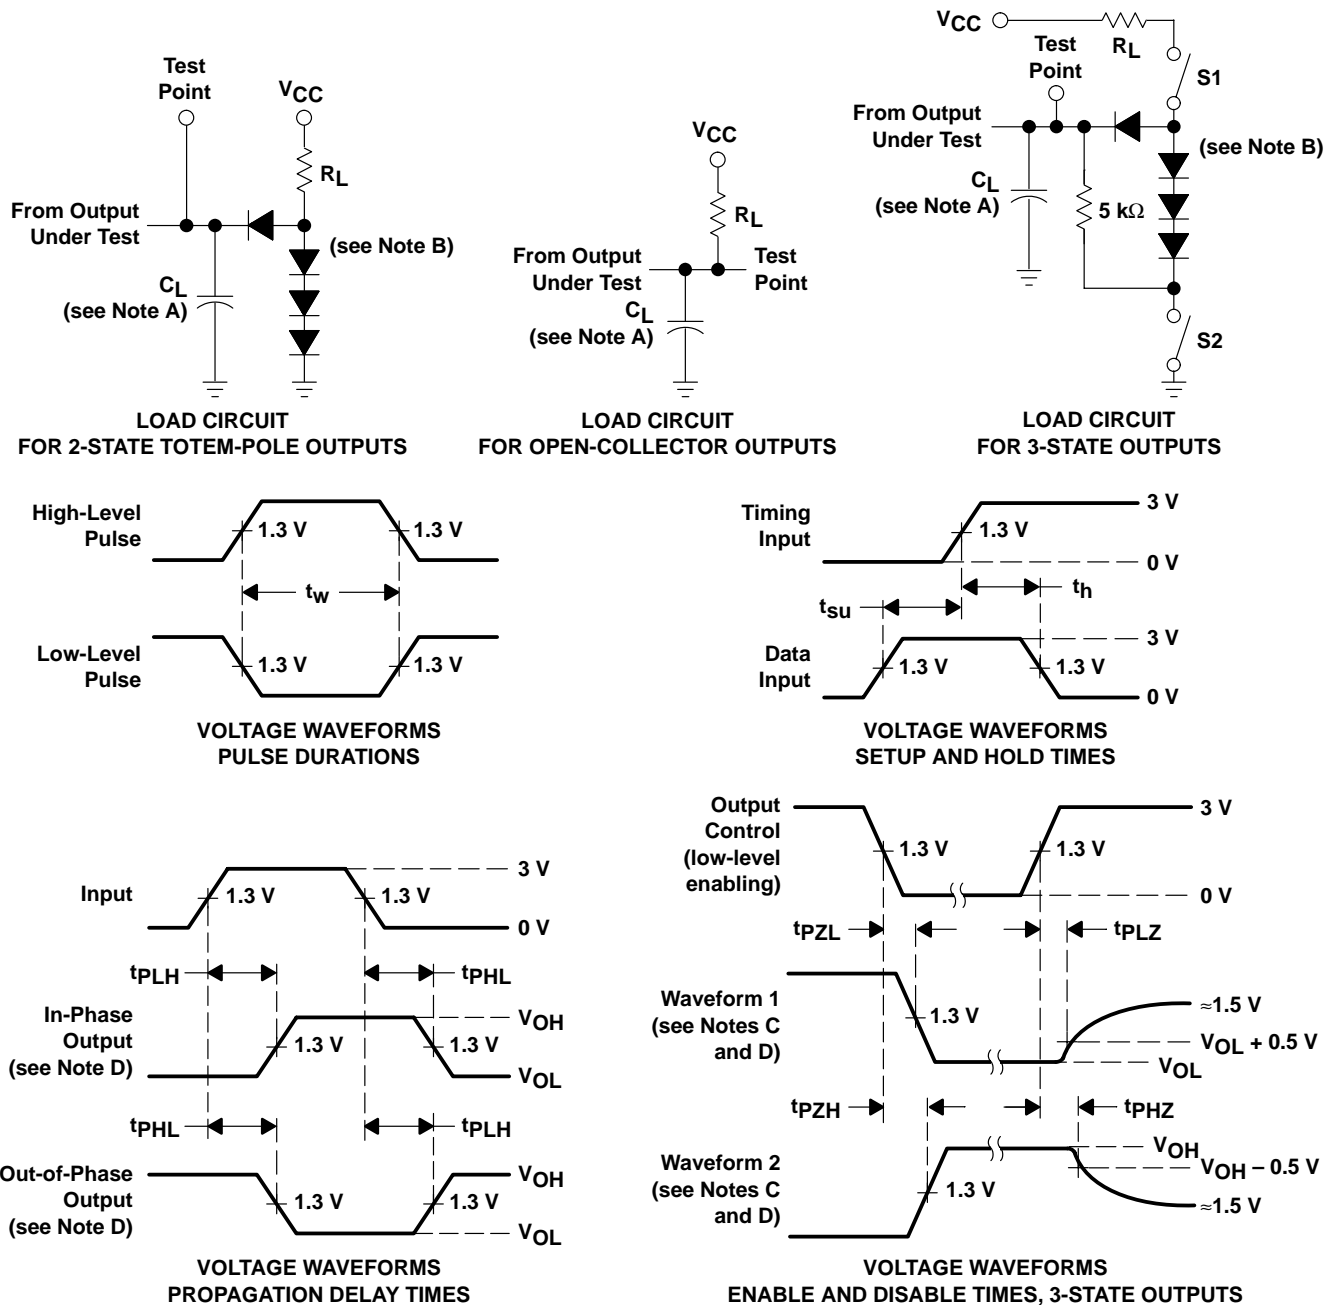 Test
Point
VCC
RL
From Output
Under Test
(see Note B)
CL
(see Note A)
LOAD CIRCUIT
FOR 2-STATE TOTEM-POLE OUTPUTS
VCC
RL
From Output
Under Test
Test
Point
CL
(see Note A)
LOAD CIRCUIT
FOR OPEN-COLLECTOR OUTPUTS
VCC
RL
Test
Point
S1
From Output
Under Test
(see Note B)
CL
(see Note A)
5 kΩ
S2
LOAD CIRCUIT
FOR 3-STATE OUTPUTS
High-Level
Pulse
1.3 V
1.3 V
tw
Low-Level
Pulse
1.3 V
1.3 V
VOLTAGE WAVEFORMS
PULSE DURATIONS
Timing
Input
1.3 V
3 V
0 V
th
tsu
Data
Input
1.3 V
1.3 V
3 V
0 V
VOLTAGE WAVEFORMS
SETUP AND HOLD TIMES
Input
1.3 V
1.3 V
3 V
0 V
tPLH
tPHL
In-Phase
Output
(see Note D)
1.3 V
1.3 V
VOH
VOL
tPHL
tPLH
Out-of-Phase
Output
(see Note D)
1.3 V
1.3 V
VOH
VOL
VOLTAGE WAVEFORMS
PROPAGATION DELAY TIMES
Output
Control
(low-level
enabling)
1.3 V
1.3 V
3 V
0 V
tPZL
tPLZ
Waveform 1
(see Notes C
and D)
1.3 V
≈1.5 V
VOL + 0.5 V
VOL
tPZH
tPHZ
Waveform 2
(see Notes C
and D)
1.3 V
VOH
VOH – 0.5 V
≈1.5 V
VOLTAGE WAVEFORMS
ENABLE AND DISABLE TIMES, 3-STATE OUTPUTS